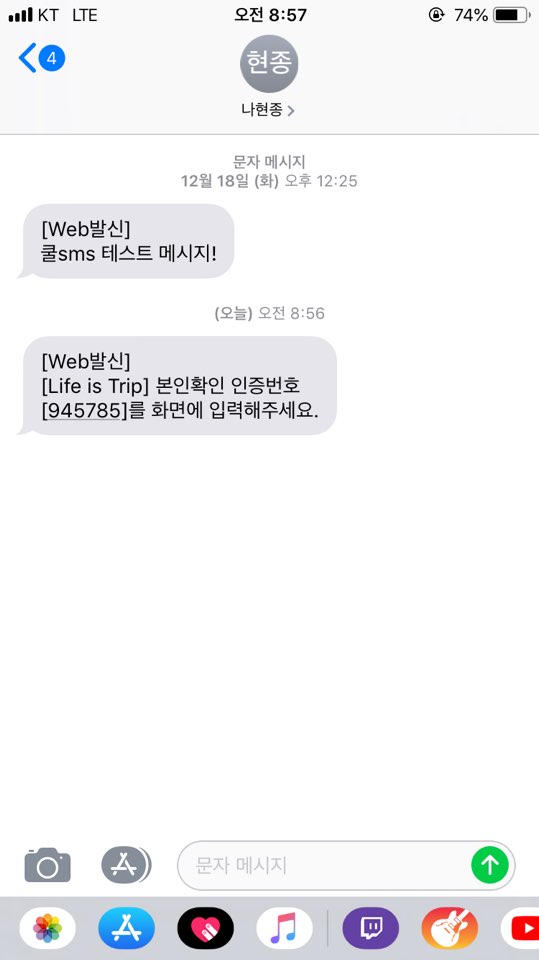 KT LTE 오전 8:57 74%
4
현종
나현종
문자 메시지
12월 18일 (화) 오후 12:25
[Web발신]
쿨sms 테스트 메시지!
(오늘) 오전 8:56
[Web발신]
[Life is Trip] 본인확인 인증번호
[945785]를 화면에 입력해주세요.
문자 메시지